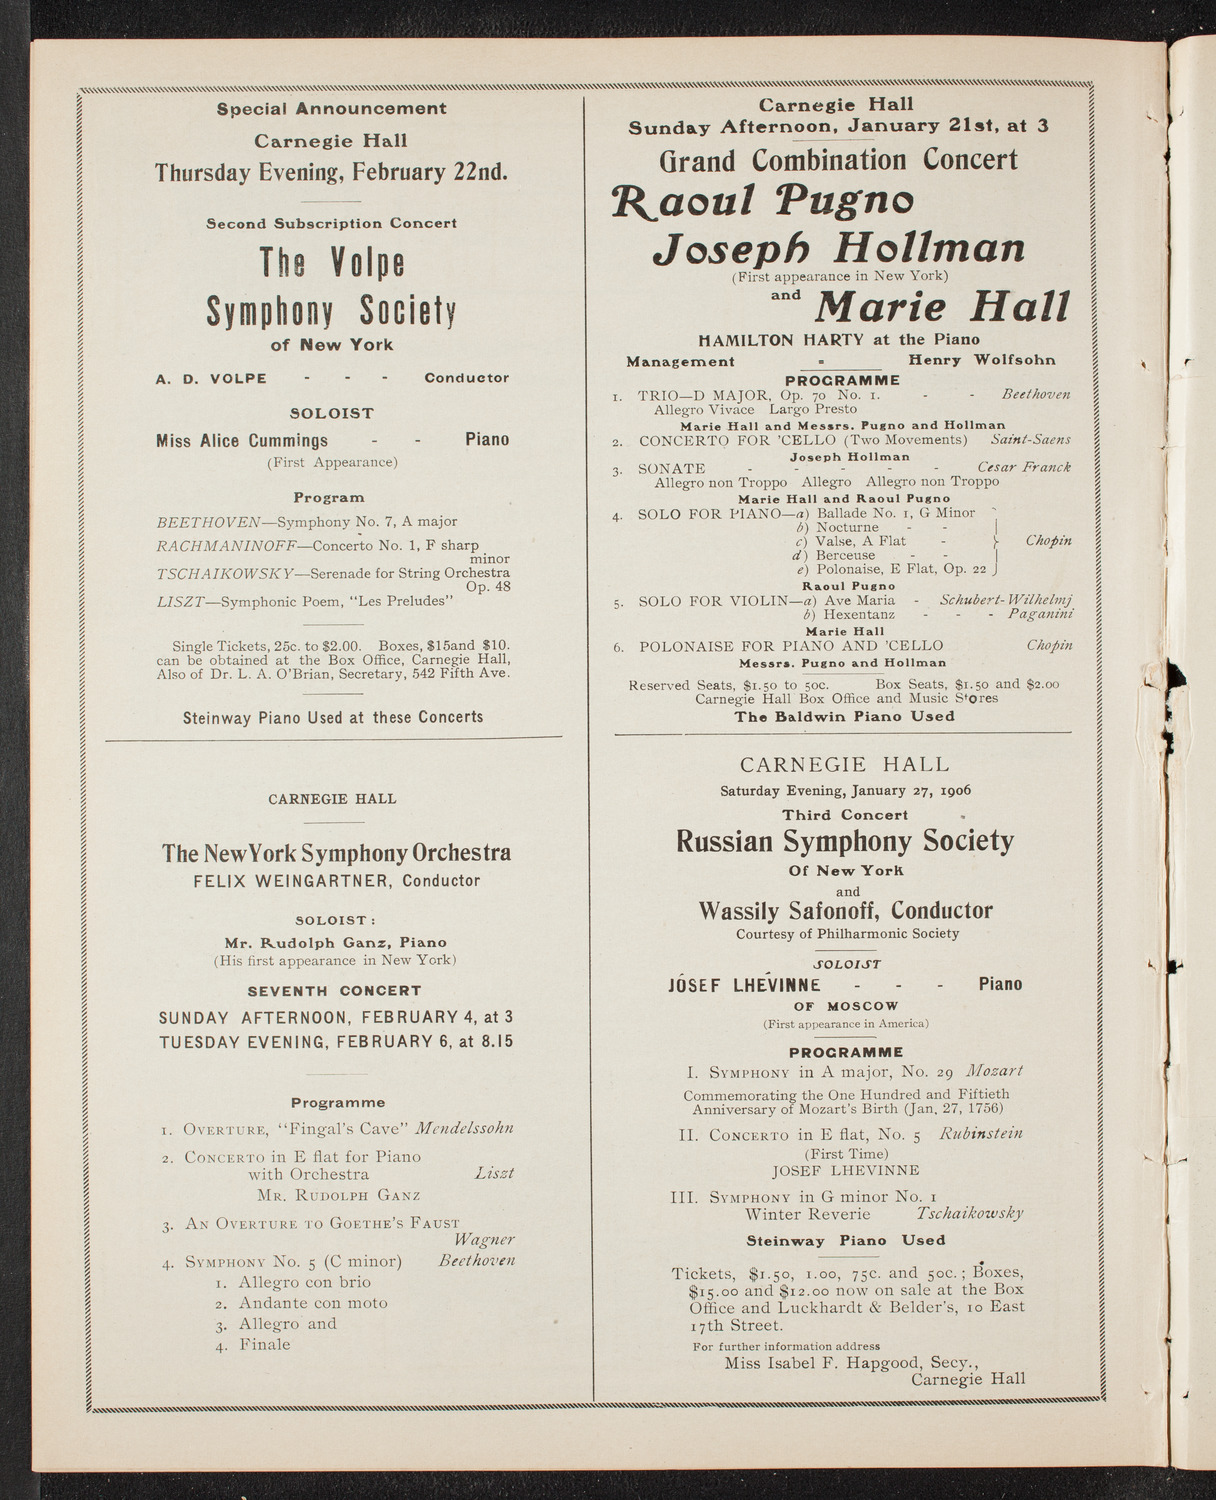 Special Announcement
Carnegie Hall
Thursday Evening, February 22nd.
Second Subscription Concert
The Volpe
Symphony Society
of New York
A. D. VOLPE - - - Conductor
SOLOIST
Miss Alice Cummings - - Piano
(First Appearance)
Program
BEETHOVEN—Symphony No. 7, A major
RACHMANINOFF—Concerto No. 1, F sharp
minor
TSCHAIKOWSKY—Serenade for String Orchestra
Op. 48
LISZT—Symphonic Poem, "Les Preludes"
Single Tickets, 25c. to $2.00. Boxes, $15and $10.
can be obtained at the Box Office, Carnegie Hall,
Also of Dr. L. A. O'Brian, Secretary, 542 Fifth Ave.
Steinway Piano Used at these Concerts
CARNEGIE HALL
The NewYork Symphony Orchestra
FELIX WEINGARTNER, Conductor
SOLOIST:
Mr. Rudolph Ganz, Piano
(His first appearance in New York)
SEVENTH CONCERT
SUNDAY AFTERNOON, FEBRUARY 4, at 3
TUESDAY EVENING, FEBRUARY 6, at 8.15
Programme
1. OVERTURE, "Fingal's Cave" Mendelssohn
2. CONCERTO in E flat for Piano
with Orchestra Liszt
MR. RUDOLPH GANZ
3. AN OVERTURE TO GOETHE'S FAUST
Wagner
4. SYMPHONY NO. 5 (C minor) Beethoven
1. Allegro con brio
2. Andante con moto
3. Allegro and
4. Finale
Carnegie Hall
Sunday Afternoon, January 21st, at 3
Grand Combination Concert
Raoul Pugno
Joseph Hollman
(First appearance in New York)
and Marie Hall
HAMILTON HARTY at the Piano
Management = Henry Wolfsohn
PROGRAMME
1. TRIO—D MAJOR, Op. 70 No. 1. - - Beethoven
Allegro Vivace Largo Presto
Marie Hall and Messrs. Pugno and Hollman
2. CONCERTO FOR 'CELLO (Two Movements) Saint-Saens
Joseph Hollman
3. SONATE - - - - - Cesar Franck
Allegro non Troppo Allegro Allegro non Troppo
Marie Hall and Raoul Pugno
4. SOLO FOR PIANO—a) Ballade No. 1, G Minor
b) Nocturne - -
c) Valse, A Flat - } Chopin
d) Berceuse - -
e) Polonaise, E Flat, Op. 22
Raoul Pugno
5. SOLO FOR VIOLIN—a) Ave Maria - Schubert-Wilhelmj
b) Hexentanz - - - Paganini
Marie Hall
6. POLONAISE FOR PIANO AND 'CELLO Chopin
Messrs. Pugno and Hollman
Reserved Seats, $1.50 to 50c. Box Seats, $1.50 and $2.00
Carnegie Hall Box Office and Music Stores
The Baldwin Piano Used
CARNEGIE HALL
Saturday Evening, January 27, 1906
Third Concert
Russian Symphony Society
Of New York
and
Wassily Safonoff, Conductor
Courtesy of Philharmonic Society
SOLOIST
JÓSEF LHÉVINNE - - - Piano
OF MOSCOW
(First appearance in America)
PROGRAMME
I. SYMPHONY in A major, No. 29 Mozart
Commemorating the One Hundred and Fiftieth
Anniversary of Mozart's Birth (Jan. 27, 1756)
II. CONCERTO in E flat, No. 5 Rubinstein
(First Time)
JOSEF LHEVINNE
III. SYMPHONY in G minor No. 1
Winter Reverie Tschaikowsky
Steinway Piano Used
Tickets, $1.50, 1.00, 75c. and 50c.; Boxes,
$15.00 and $12.00 now on sale at the Box
Office and Luckhardt & Belder's, 10 East
17th Street.
For further information address
Miss Isabel F. Hapgood, Secy.,
Carnegie Hall